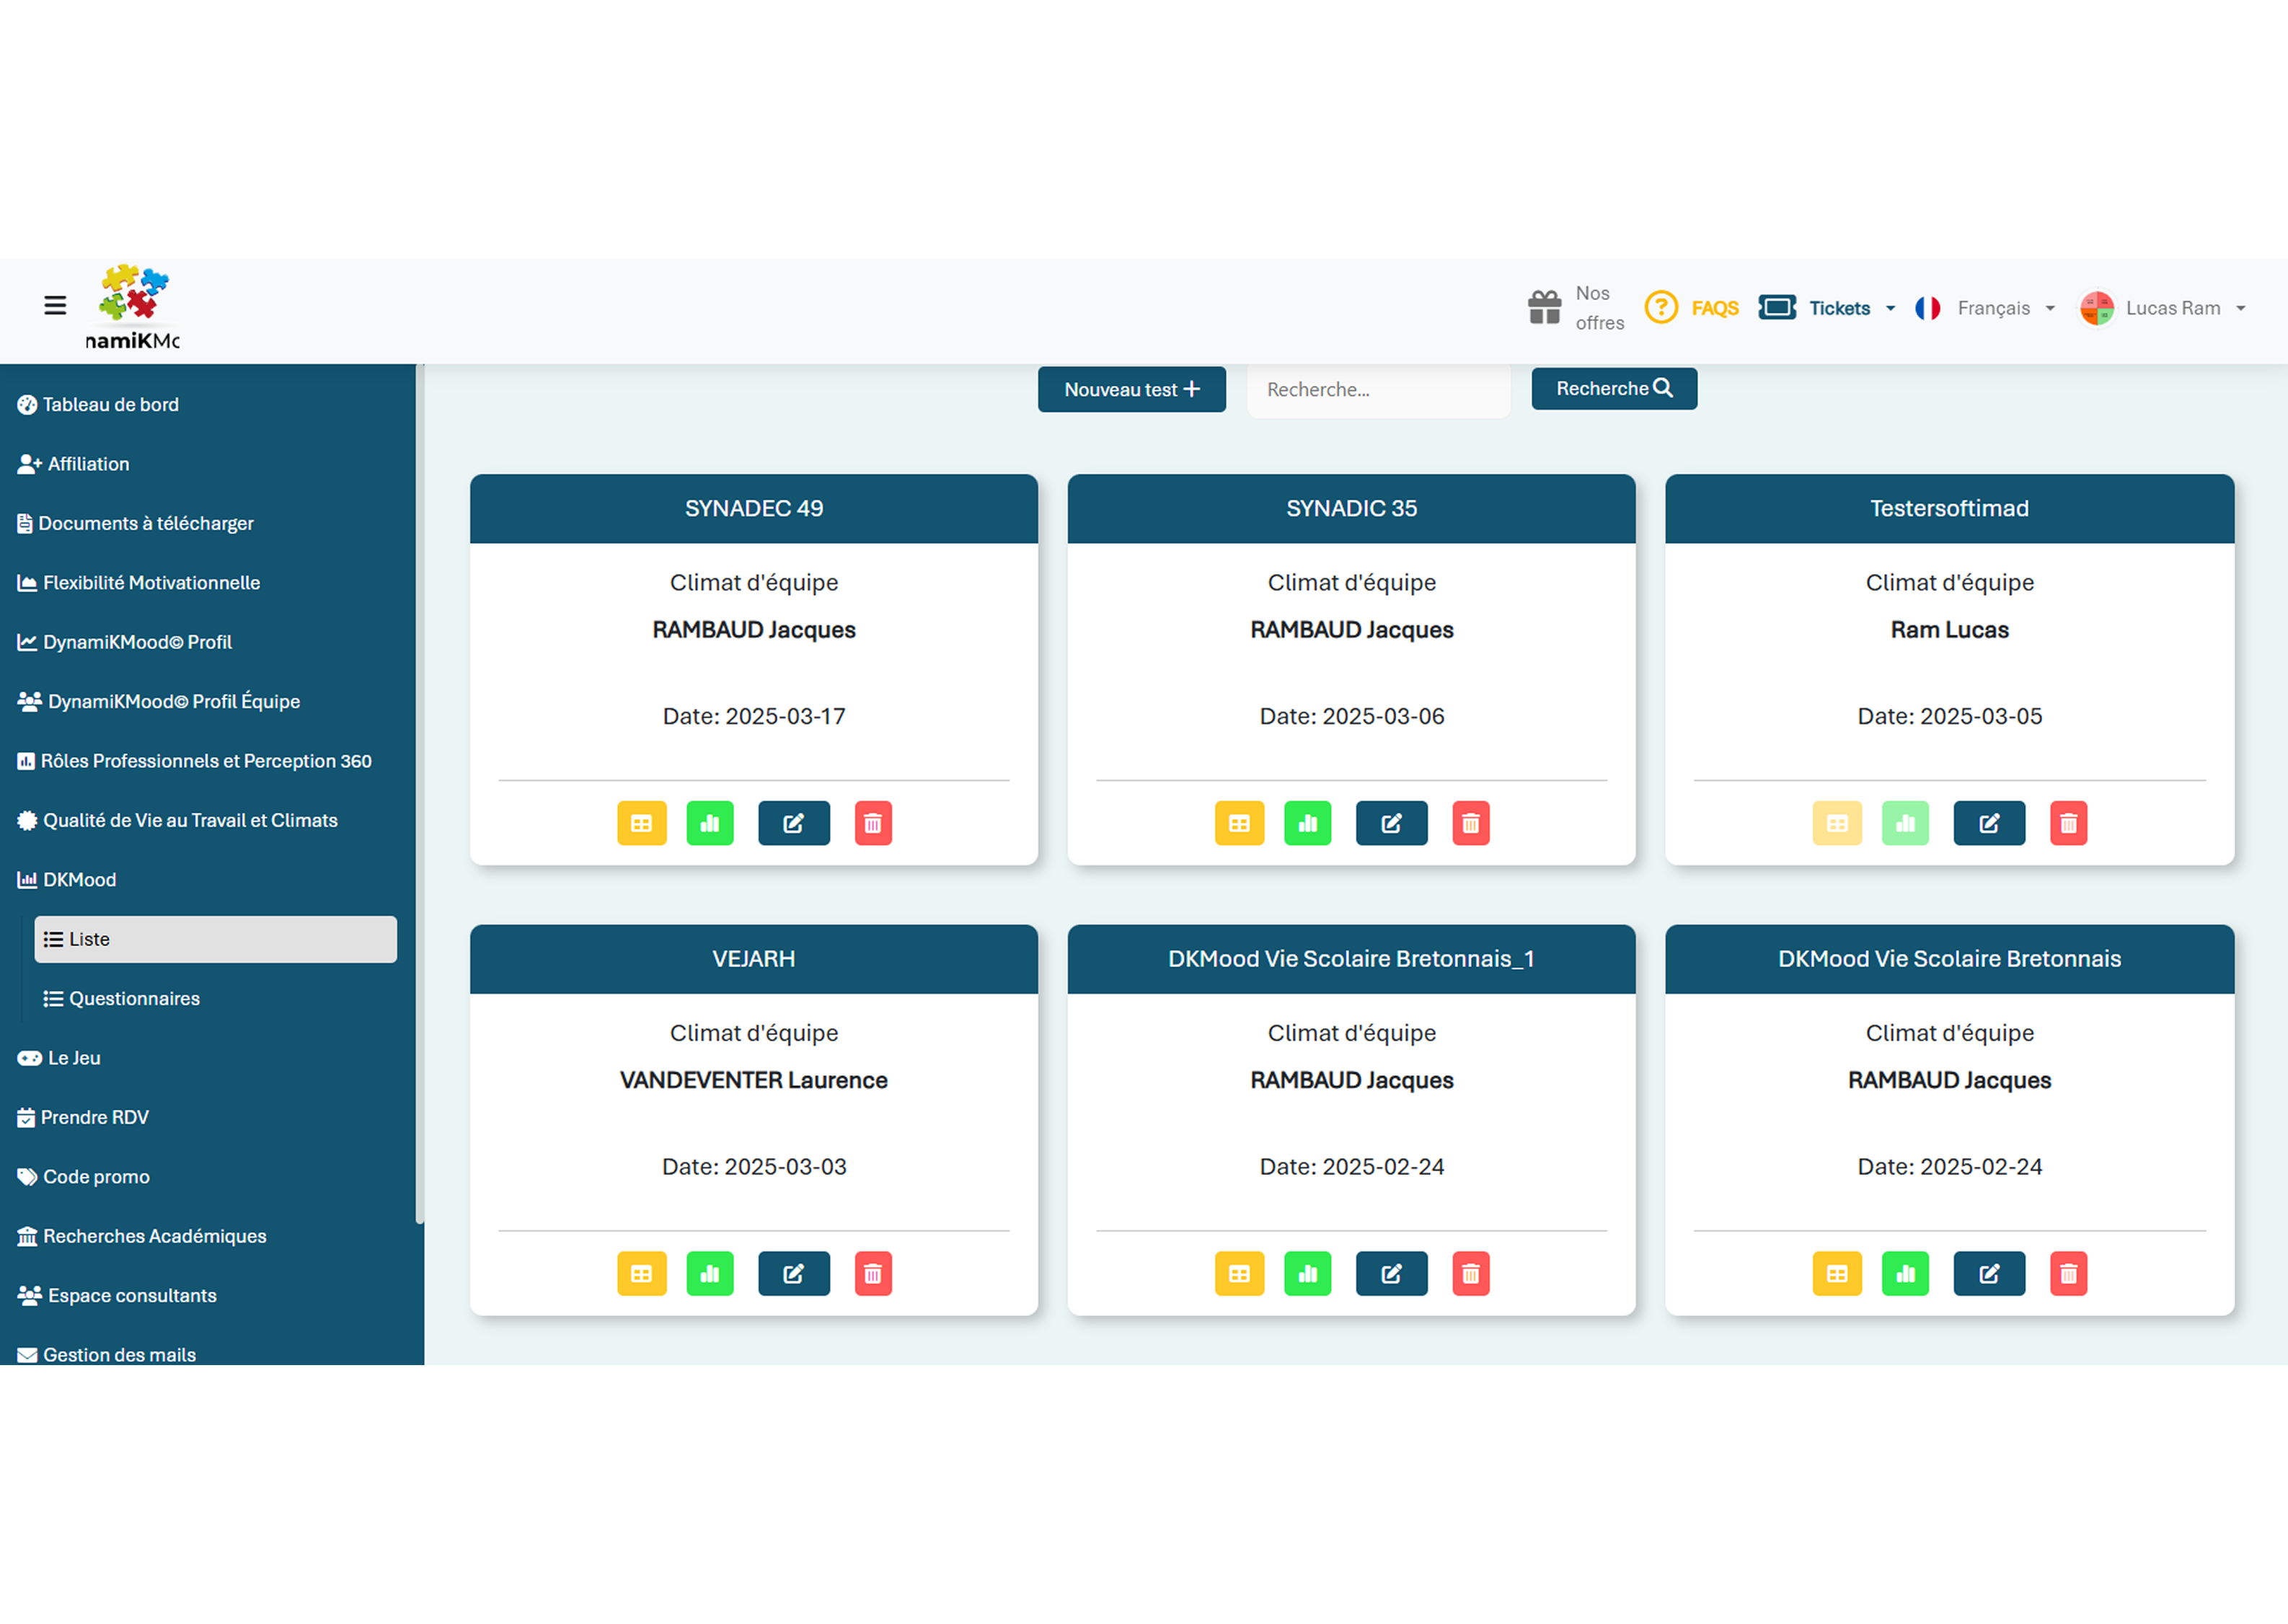 namiKMo
Nos
offres
FAQS
Tickets
Français
Lucas Ram
Tableau de bord
Affiliation
Documents à télécharger
Flexibilité Motivationnelle
DynamiKMood© Profil
DynamiKMood© Profil Équipe
Rôles Professionnels et Perception 360
Qualité de Vie au Travail et Climats
DKMood
Liste
Questionnaires
Le Jeu
Prendre RDV
Code promo
Recherches Académiques
Espace consultants
Gestion des mails
Nouveau test
Recherche...
Recherche
SYNADEC 49
Climat d'équipe
RAMBAUD Jacques
Date: 2025-03-17
SYNADIC 35
Climat d'équipe
RAMBAUD Jacques
Date: 2025-03-06
Testersoftimad
Climat d'équipe
Ram Lucas
Date: 2025-03-05
VEJARH
Climat d'équipe
VANDEVENTER Laurence
Date: 2025-03-03
DKMood Vie Scolaire Bretonnais_1
Climat d'équipe
RAMBAUD Jacques
Date: 2025-02-24
DKMood Vie Scolaire Bretonnais
Climat d'équipe
RAMBAUD Jacques
Date: 2025-02-24